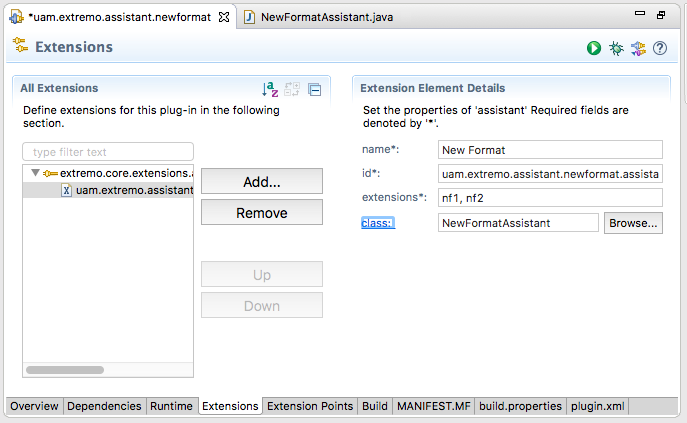 *uam.extremo.assistant.newformat
NewFormatAssistant.java
Extensions
All Extensions
Define extensions for this plug-in in the following
section.
type filter text
extremo.core.extensions.a
uam.extremo.assistant
Add...
Remove
Up
Down
Extension Element Details
Set the properties of 'assistant' Required fields are
denoted by '*'.
name*: New Format
id*: uam.extremo.assistant.newformat.assista
extensions*: nf1, nf2
class: NewFormatAssistant Browse...
Overview Dependencies Runtime Extensions Extension Points Build MANIFEST.MF build.properties plugin.xml